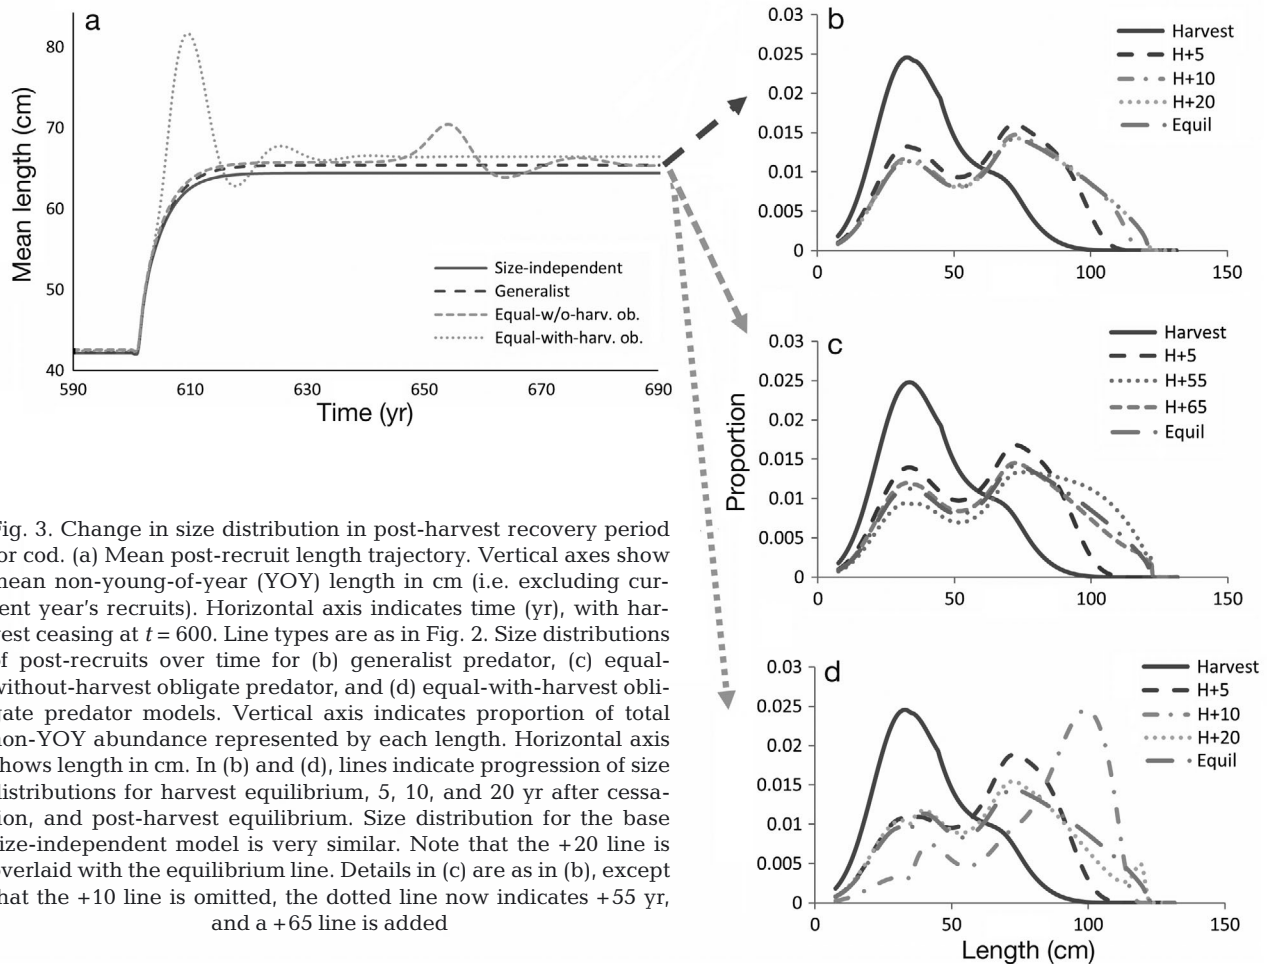 a
Mean length (cm)
80
70
60
50
40
590
610
630
650
670
690
Time (yr)
Size-independent
Generalist
Equal-w/o-harv. ob.
Equal-with-harv. ob.
b
0.03
0.025
0.02
0.015
0.01
0.005
0
0
50
100
150
Harvest
H+5
H+10
H+20
Equil
c
0.03
0.025
0.02
0.015
0.01
0.005
0
0
50
100
150
Harvest
H+5
H+55
H+65
Equil
Proportion
d
0.03
0.025
0.02
0.015
0.01
0.005
0
0
50
100
150
Harvest
H+5
H+10
H+20
Equil
Length (cm)
ig. 3. Change in size distribution in post-harvest recovery period
or cod. (a) Mean post-recruit length trajectory. Vertical axes show
mean non-young-of-year (YOY) length in cm (i.e. excluding cur-
ent year's recruits). Horizontal axis indicates time (yr), with har-
vest ceasing at t = 600. Line types are as in Fig. 2. Size distributions
of post-recruits over time for (b) generalist predator, (c) equal-
without-harvest obligate predator, and (d) equal-with-harvest obli-
gate predator models. Vertical axis indicates proportion of total
non-YOY abundance represented by each length. Horizontal axis
shows length in cm. In (b) and (d), lines indicate progression of size
distributions for harvest equilibrium, 5, 10, and 20 yr after cessa-
ion, and post-harvest equilibrium. Size distribution for the base
size-independent model is very similar. Note that the +20 line is
overlaid with the equilibrium line. Details in (c) are as in (b), except
hat the +10 line is omitted, the dotted line now indicates +55 yr,
and a +65 line is added